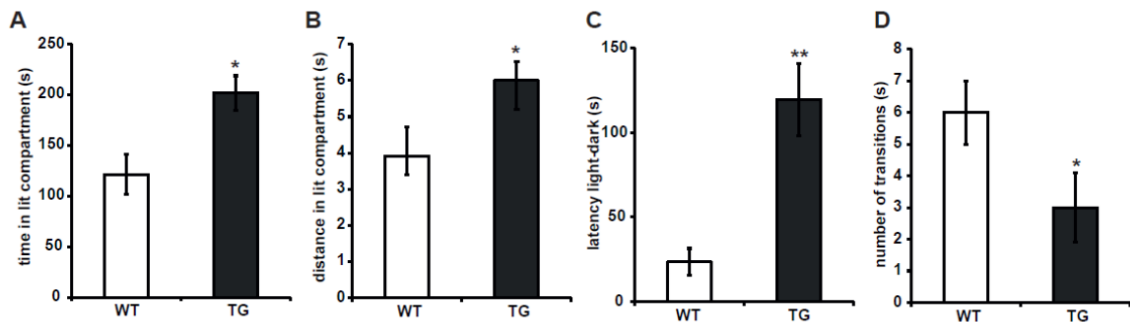 A
time in lit compartment (s)
250
200
150
100
50
0
*
WT
TG
B
distance in lit compartment (s)
7
6
5
4
3
2
1
0
*
WT
TG
C
latency light-dark (s)
150
100
50
0
**
WT
TG
D
number of transitions (s)
8
7
6
5
4
3
2
1
0
*
WT
TG